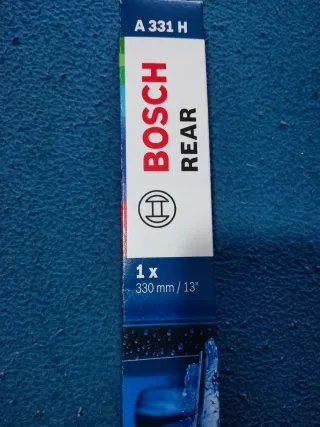 A 331 H
BOSCH
REAR
1 x
330 mm / 13"